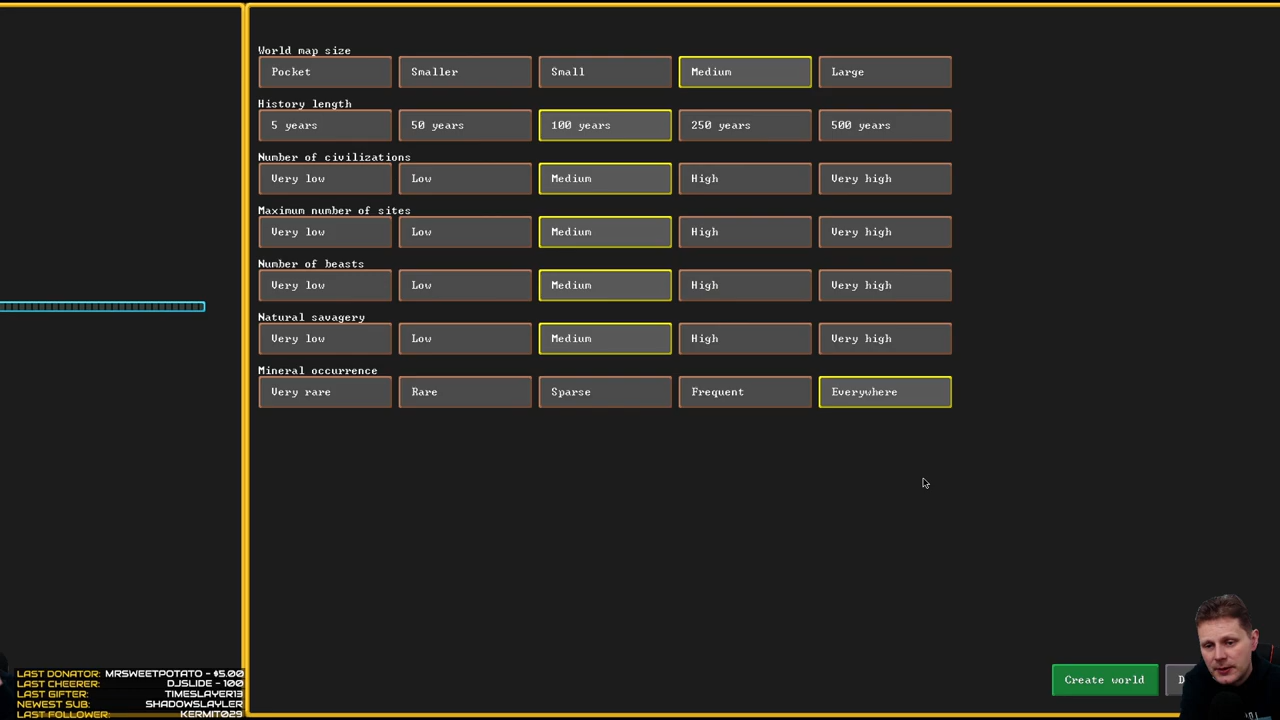 World map size
Pocket Smaller Small Medium Large
History length
5 years 50 years 100 years 250 years 500 years
Number of civilizations
Very low Low Medium High Very high
Maximum number of sites
Very low Low Medium High Very high
Number of beasts
Very low Low Medium High Very high
Natural savagery
Very low Low Medium High Very high
Mineral occurrence
Very rare Rare Sparse Frequent Everywhere
Create world
LAST DONATOR: MRSWEETPOTATO - $5.00
LAST CHEERER: DJSLIDE - 100
LAST GIFTER: TIMESLAYER13
NEWEST SUB: SHADOWSLAYLER
LAST FOLLOWER: KERMIT029